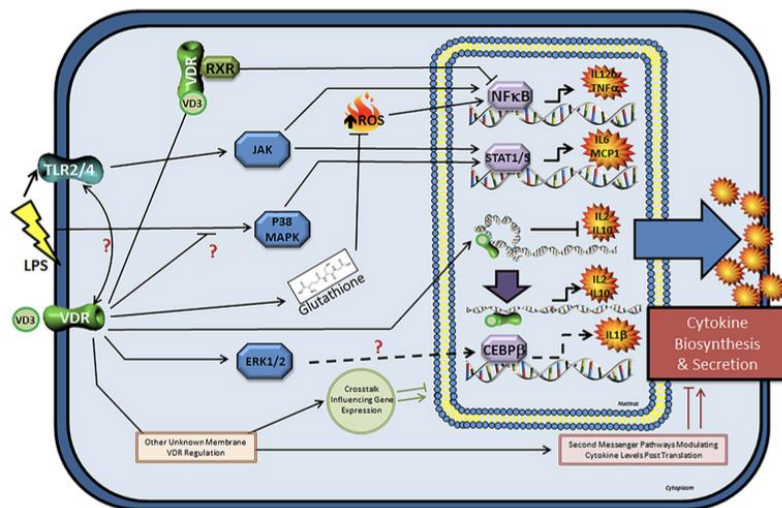 VDR
RXR
VD3
ROS
NFκB
IL12b
TNFα
TLR2/4
JAK
STAT1/5
IL6
MCP1
P38
MAPK
?
?
LPS
IL2
IL10
Glutathione
VD3
VDR
IL2
IL10
ERK1/2
?
CEBPβ
IL1β
Cytokine
Biosynthesis
& Secretion
Crosstalk
Influencing Gene
Expression
Nucleus
Other Unknown Membrane
VDR Regulation
Second Messenger Pathways Modulating
Cytokine Levels Post Translation
Cytoplasm